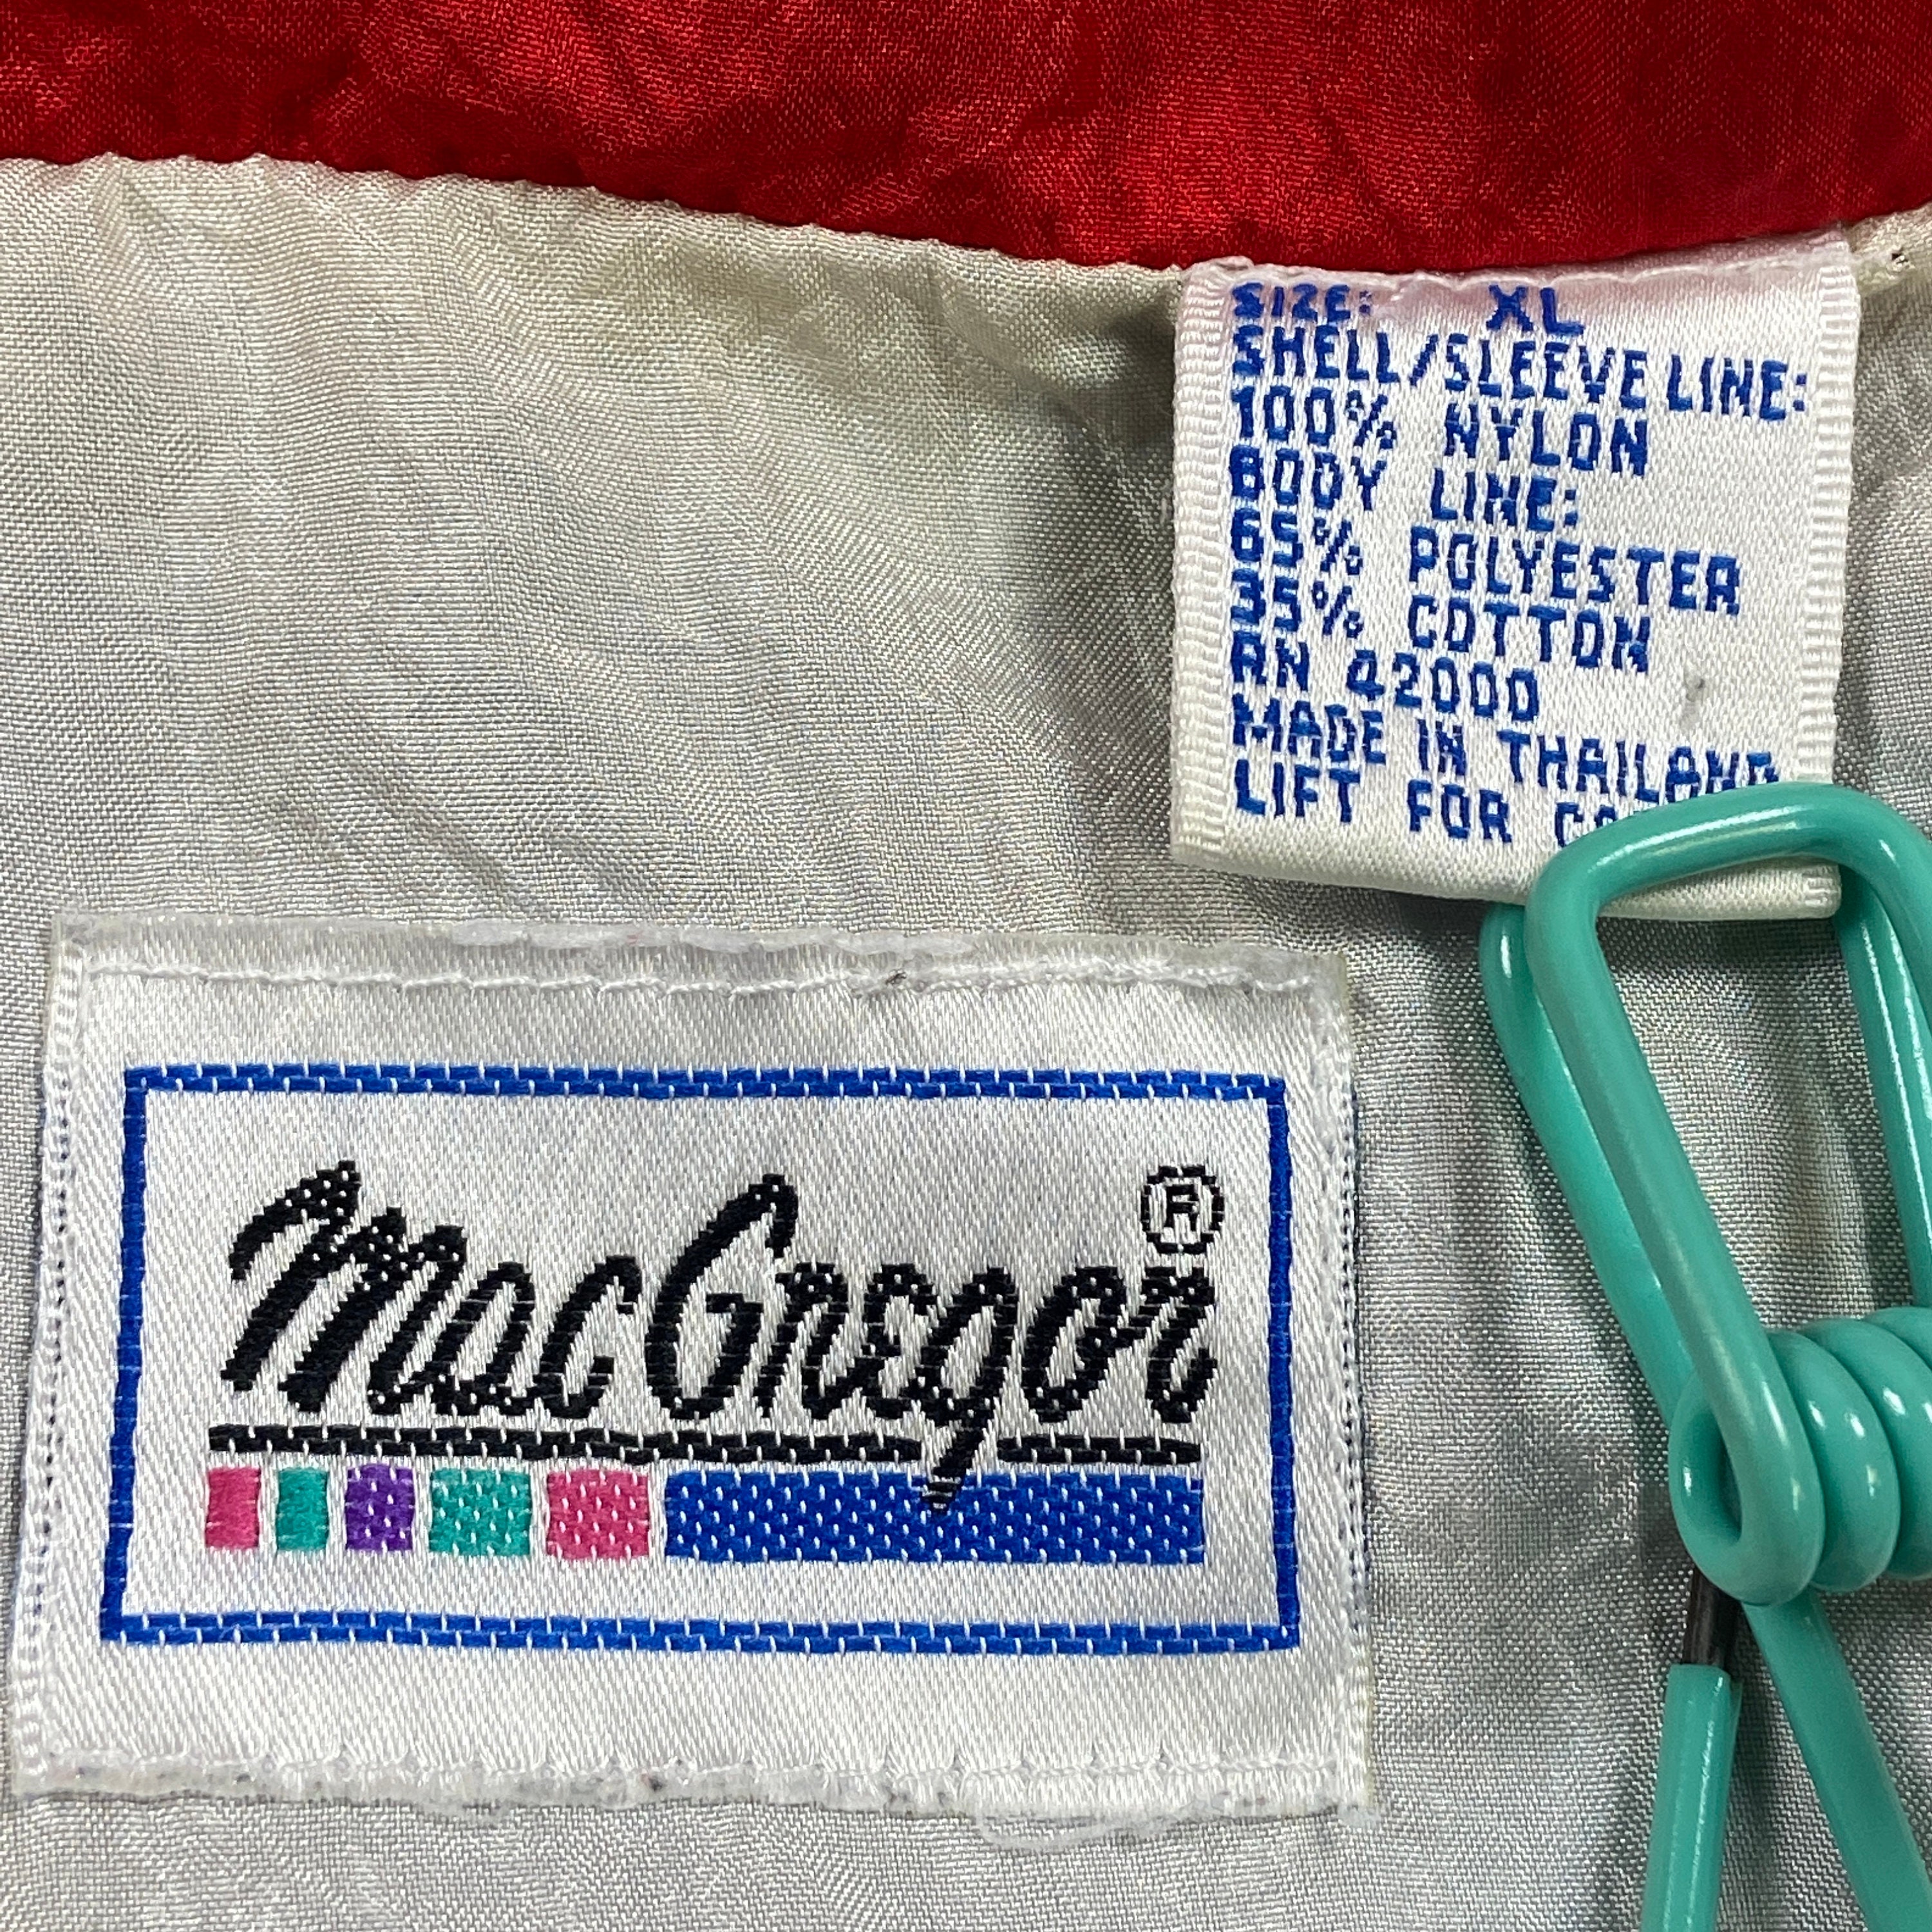 SIZE: XL
SHELL/SLEEVE LINE:
100% NYLON
BODY LINE:
65% POLYESTER
35% COTTON
RN 42000
MADE IN THAILAND
LIFT FOR
MacGregor®